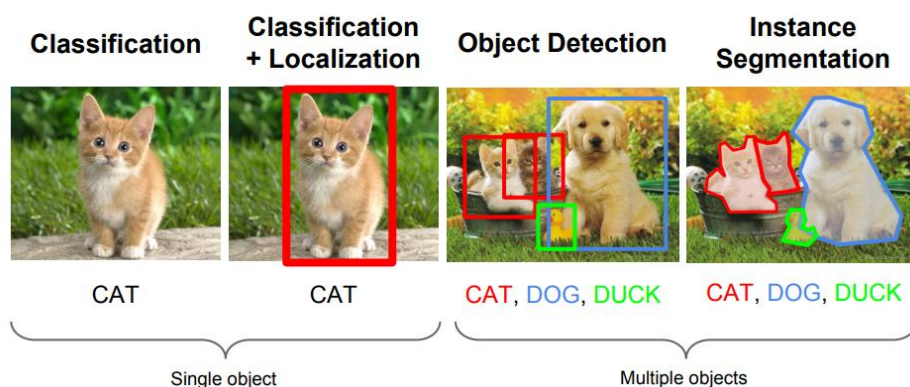 Classification
Classification
+ Localization
Object Detection
Instance
Segmentation
CAT
CAT
CAT, DOG, DUCK
CAT, DOG, DUCK
Single object
Multiple objects